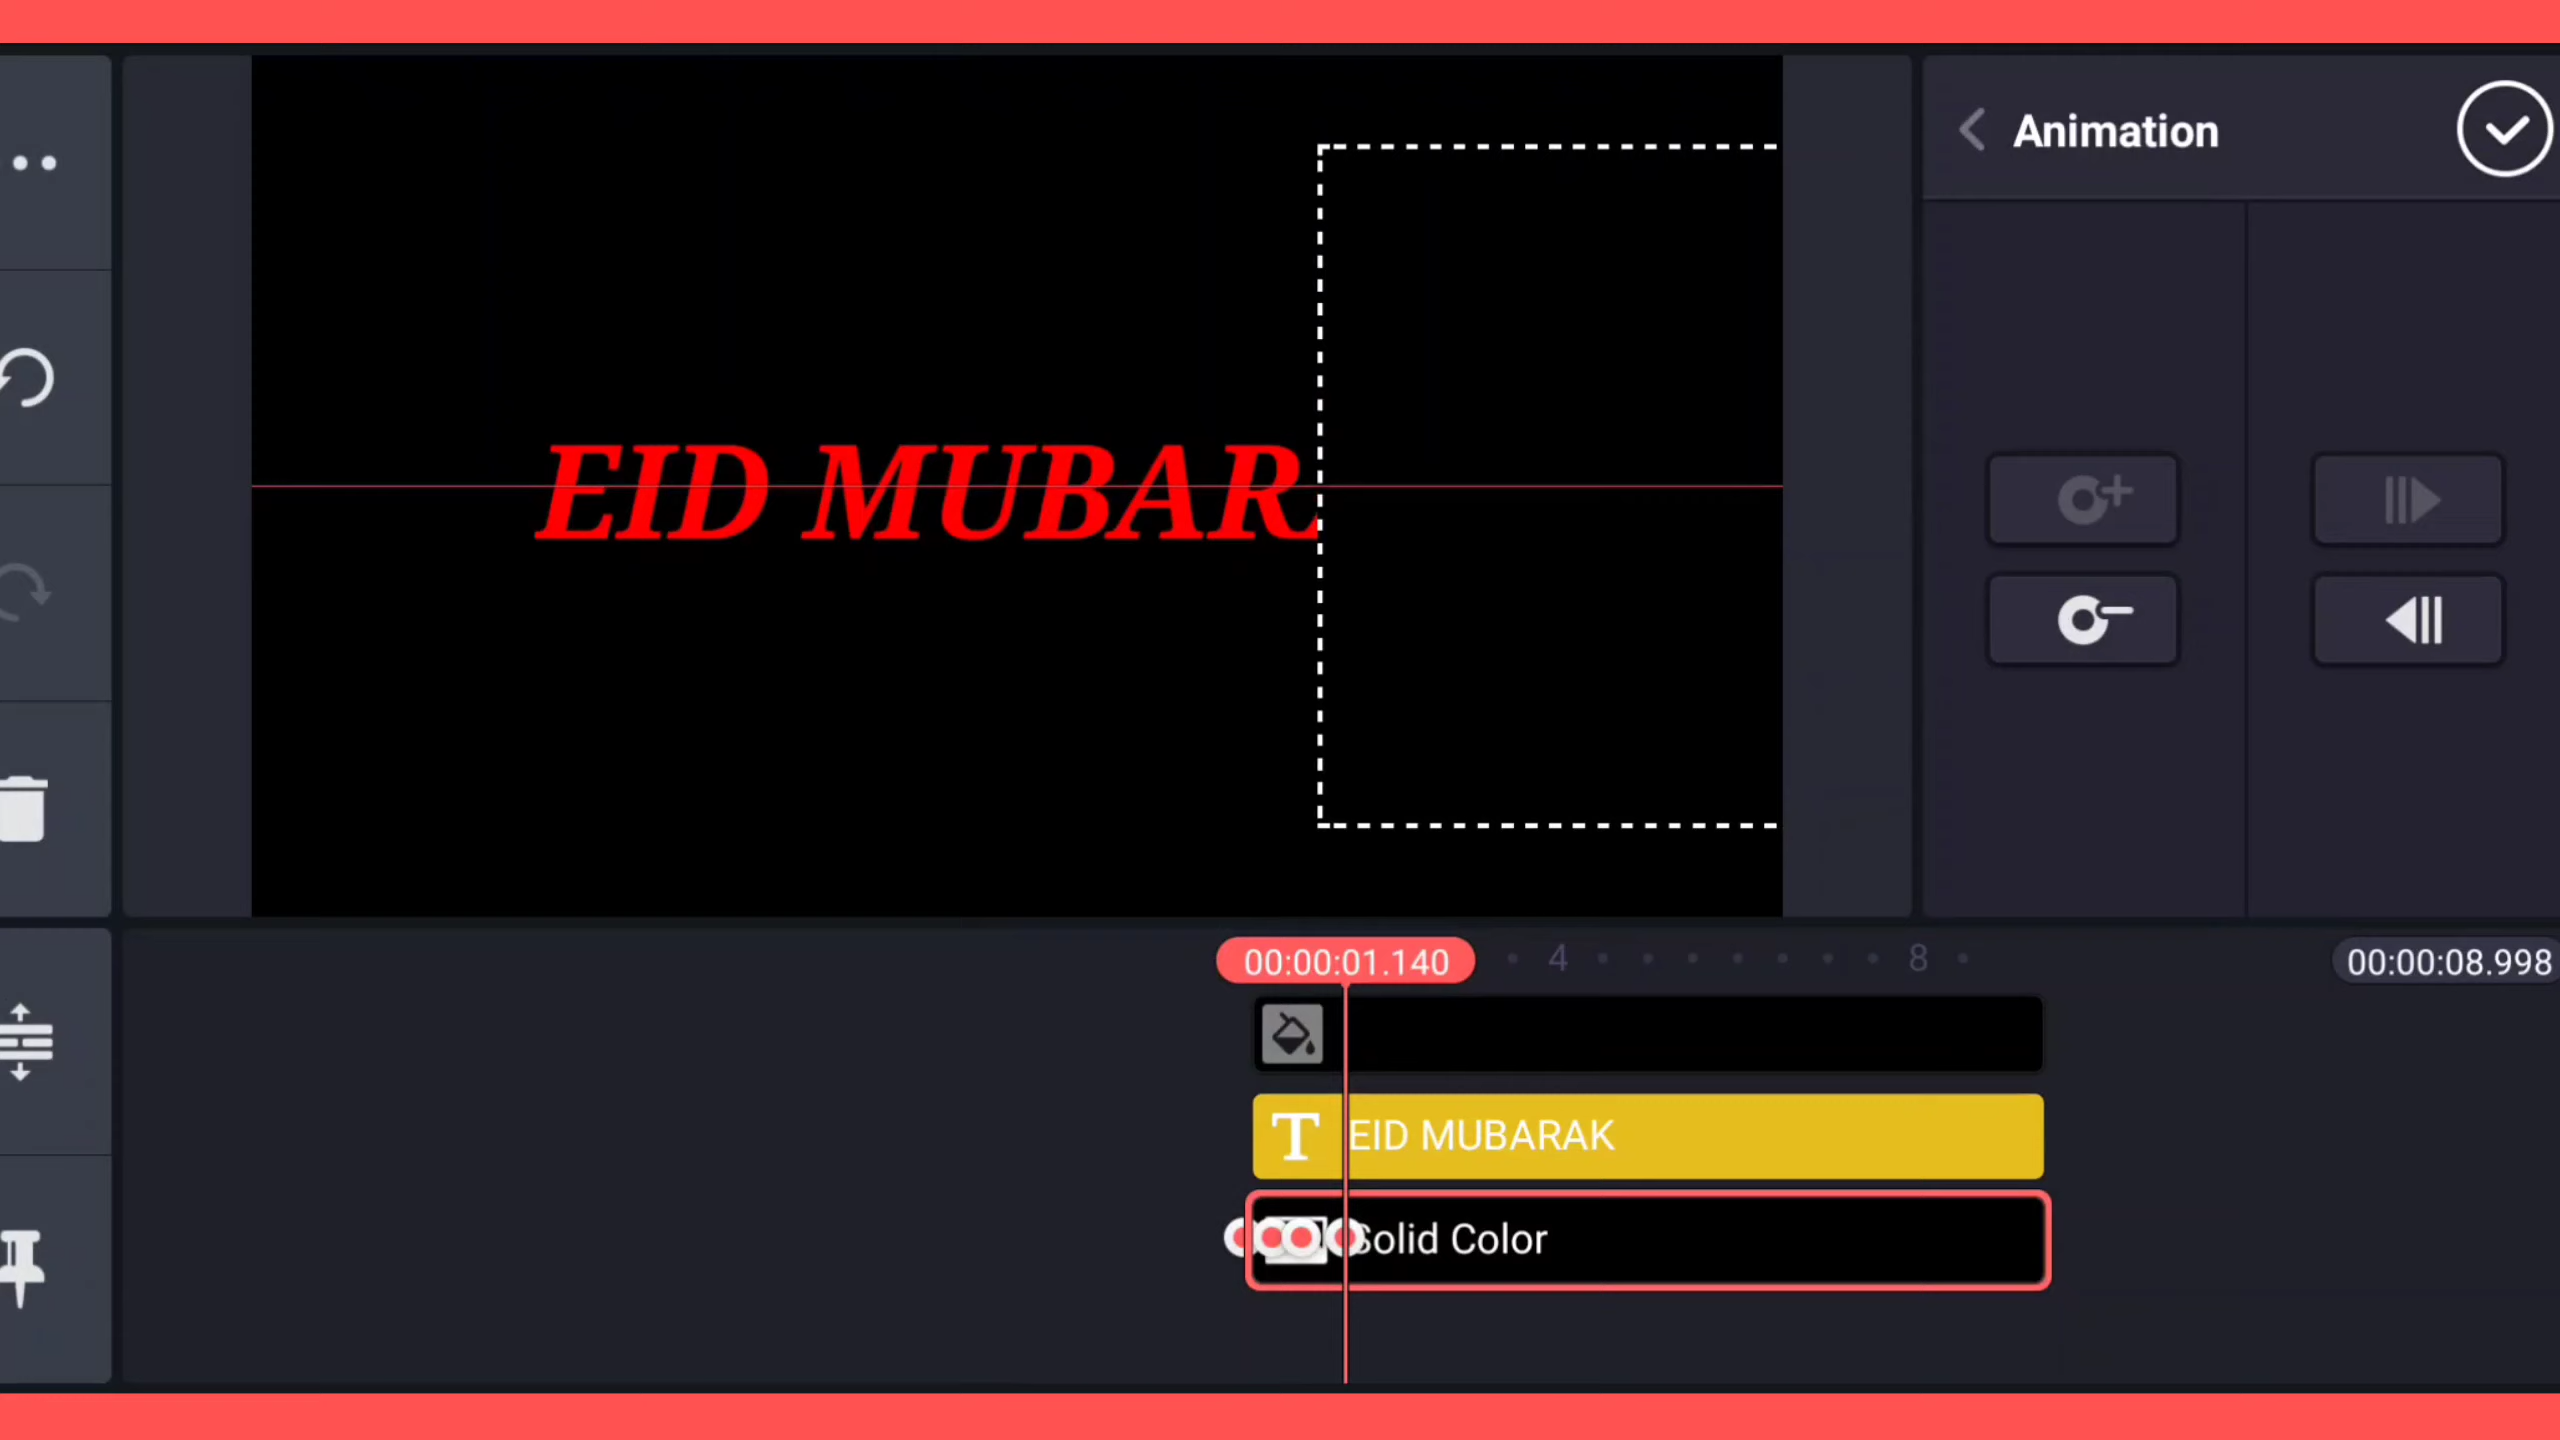 Animation
EID MUBAR
00:00:01.140
4
8
00:00:08.998
T
EID MUBARAK
Solid Color